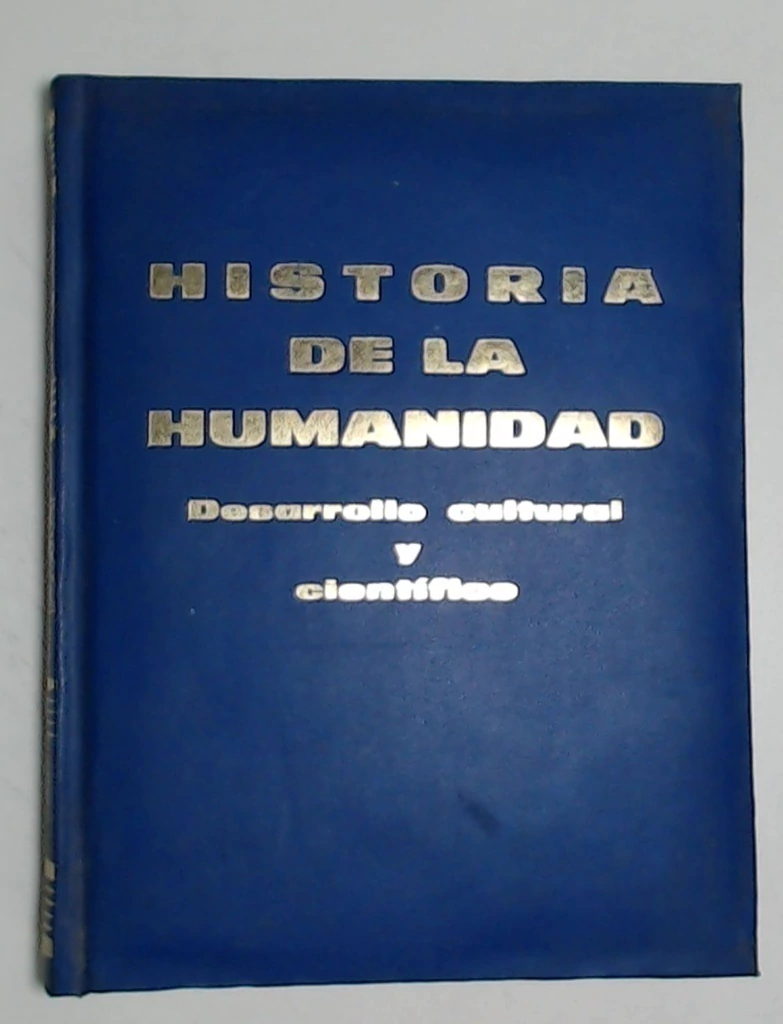 HISTORIA
DE LA
HUMANIDAD
Desarrollo cultural
y
científico